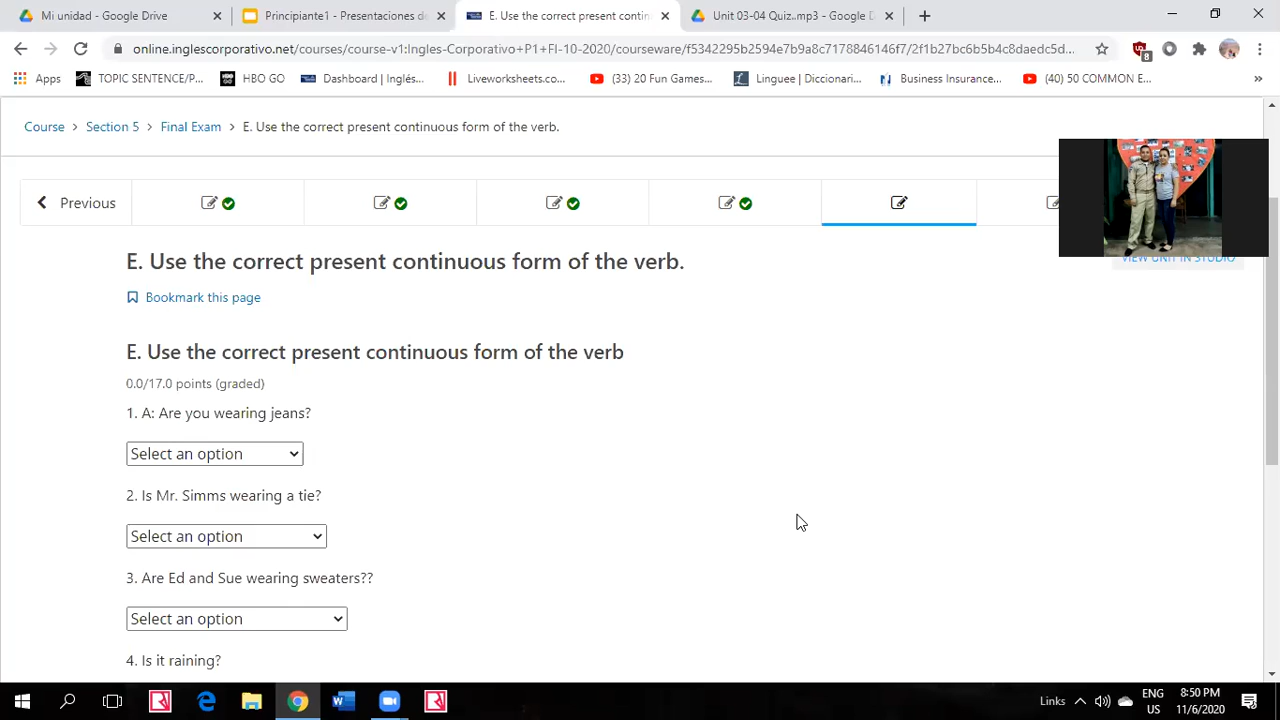 Mi unidad - Google Drive
Principiante1 - Presentaciones de
E. Use the correct present contin
Unit 03-04 Quiz..mp3 - Google D
online.inglescorporativo.net/courses/course-v1:Ingles-Corporativo+P1+FI-10-2020/courseware/f5342295b2594e7b9a8c7178846146f7/2f1b27bc6b5b4c8daedc5d...
8
Apps
TOPIC SENTENCE/P...
HBO GO
Dashboard | Inglés...
Liveworksheets.co...
(33) 20 Fun Games...
Linguee | Diccionari...
Business Insurance...
(40) 50 COMMON E...
»
Course > Section 5 > Final Exam > E. Use the correct present continuous form of the verb.
Previous
VIEW UNIT IN STUDIO
E. Use the correct present continuous form of the verb.
Bookmark this page
E. Use the correct present continuous form of the verb
0.0/17.0 points (graded)
1. A: Are you wearing jeans?
Select an option
2. Is Mr. Simms wearing a tie?
Select an option
3. Are Ed and Sue wearing sweaters??
Select an option
4. Is it raining?
Links
ENG
US
8:50 PM
11/6/2020